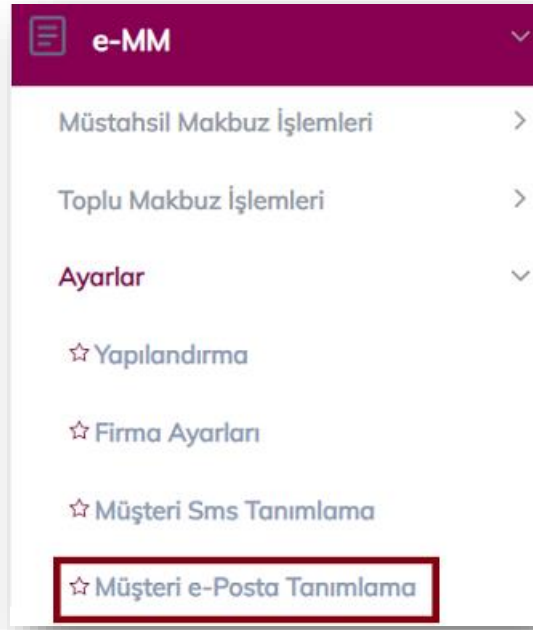 e-MM
Müstahsil Makbuz İşlemleri
Toplu Makbuz İşlemleri
Ayarlar
Yapılandırma
Firma Ayarları
Müşteri Sms Tanımlama
Müşteri e-Posta Tanımlama